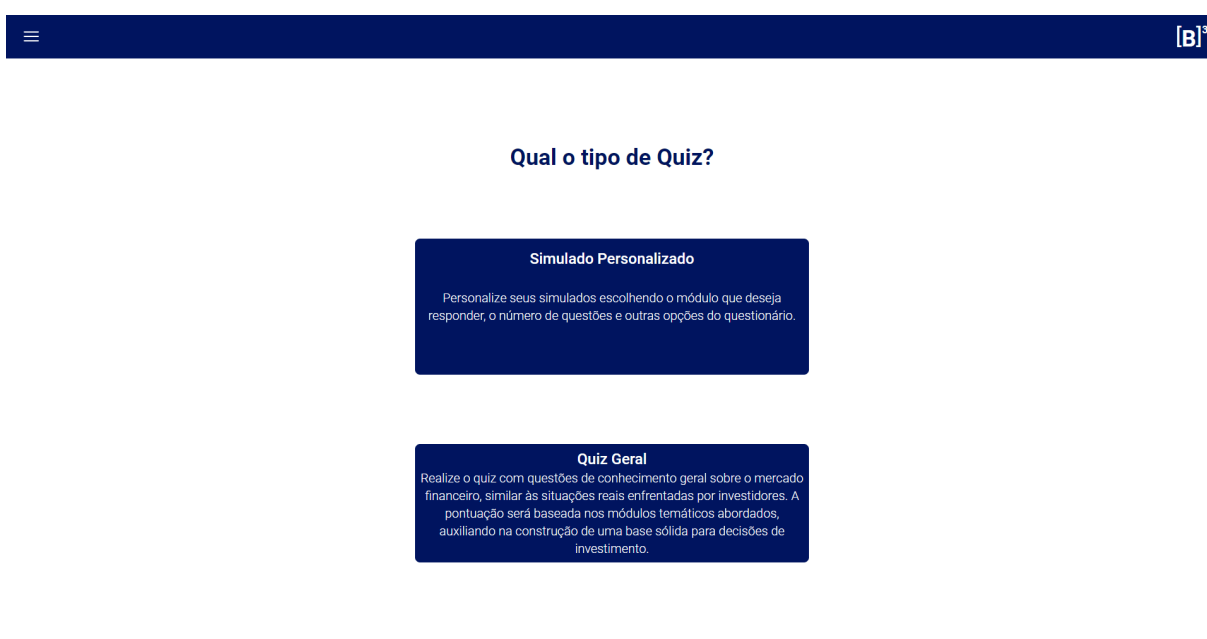 [B]³
Qual o tipo de Quiz?
Simulado Personalizado
Personalize seus simulados escolhendo o módulo que deseja
responder, o número de questões e outras opções do questionário.
Quiz Geral
Realize o quiz com questões de conhecimento geral sobre o mercado
financeiro, similar às situações reais enfrentadas por investidores. A
pontuação será baseada nos módulos temáticos abordados,
auxiliando na construção de uma base sólida para decisões de
investimento.